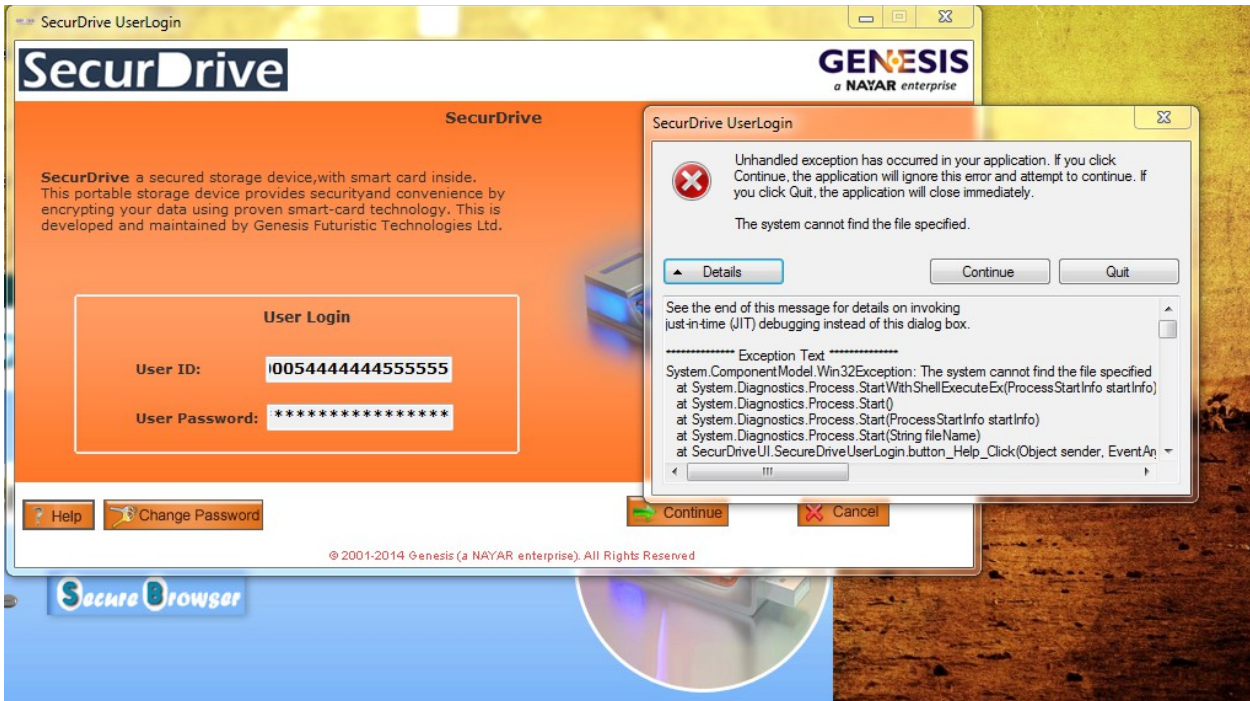 SecurDrive UserLogin
SecurDrive
GENESIS
a NAYAR enterprise
SecurDrive
SecurDrive a secured storage device,with smart card inside.
This portable storage device provides securityand convenience by
encrypting your data using proven smart-card technology. This is
developed and maintained by Genesis Futuristic Technologies Ltd.
User Login
User ID: 0054444444555555
User Password: ****************
Help
Change Password
Continue
Cancel
© 2001-2014 Genesis (a NAYAR enterprise). All Rights Reserved
SecurDrive UserLogin
Unhandled exception has occurred in your application. If you click
Continue, the application will ignore this error and attempt to continue. If
you click Quit, the application will close immediately.
The system cannot find the file specified.
Details
Continue
Quit
See the end of this message for details on invoking
just-in-time (JIT) debugging instead of this dialog box.
************** Exception Text **************
System.ComponentModel.Win32Exception: The system cannot find the file specified
at System.Diagnostics.Process.StartWithShellExecuteEx(ProcessStartInfo startInfo)
at System.Diagnostics.Process.Start()
at System.Diagnostics.Process.Start(ProcessStartInfo startInfo)
at System.Diagnostics.Process.Start(String fileName)
at SecurDriveUI.SecureDriveUserLogin.button_Help_Click(Object sender, EventAr
Secure Browser